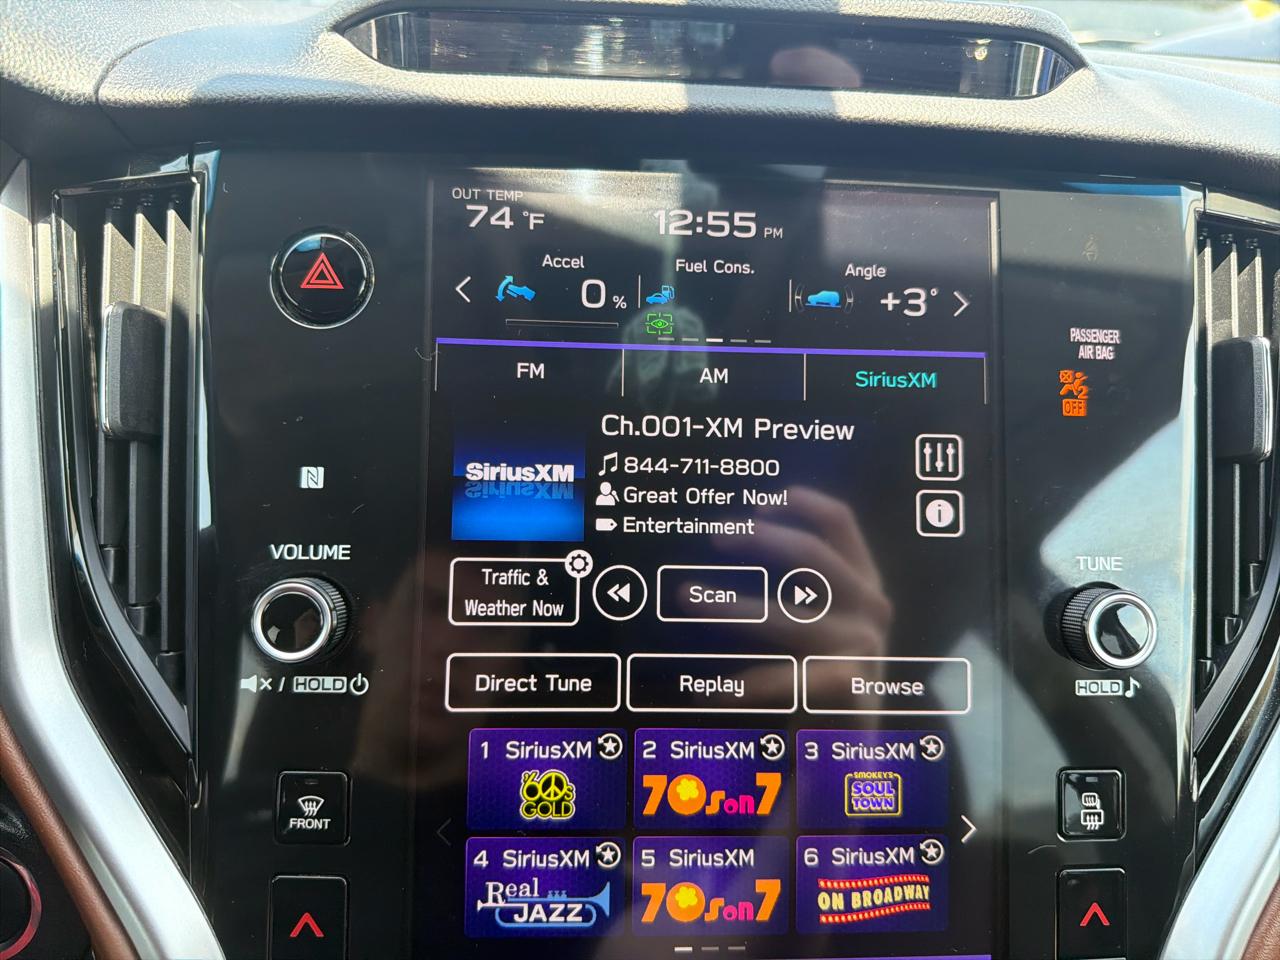 OUT TEMP
74 °F
12:55 PM
Accel
0 %
Fuel Cons.
Angle
+3°
FM
AM
SiriusXM
PASSENGER
AIR BAG
2
OFF
SiriusXM
Ch.001-XM Preview
844-711-8800
Great Offer Now!
Entertainment
N
VOLUME
/ HOLD
Traffic &
Weather Now
Scan
TUNE
HOLD
Direct Tune
Replay
Browse
1 SiriusXM
'60s
GOLD
2 SiriusXM
70s on 7
3 SiriusXM
SMOKEY'S
SOUL
TOWN
FRONT
4 SiriusXM
Real
JAZZ
5 SiriusXM
70s on 7
6 SiriusXM
ON BROADWAY